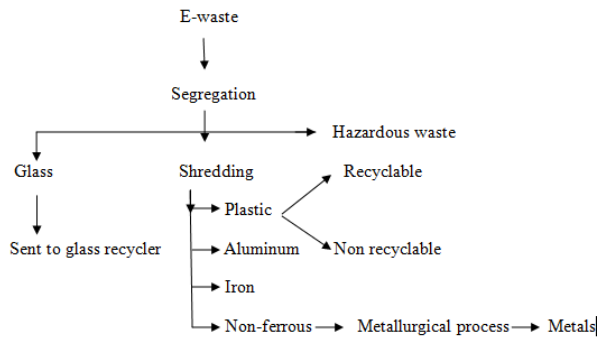 E-waste
Segregation
Hazardous waste
Glass
Shredding
Recyclable
Plastic
Sent to glass recycler
Aluminum
Non recyclable
Iron
Non-ferrous
Metallurgical process
Metals